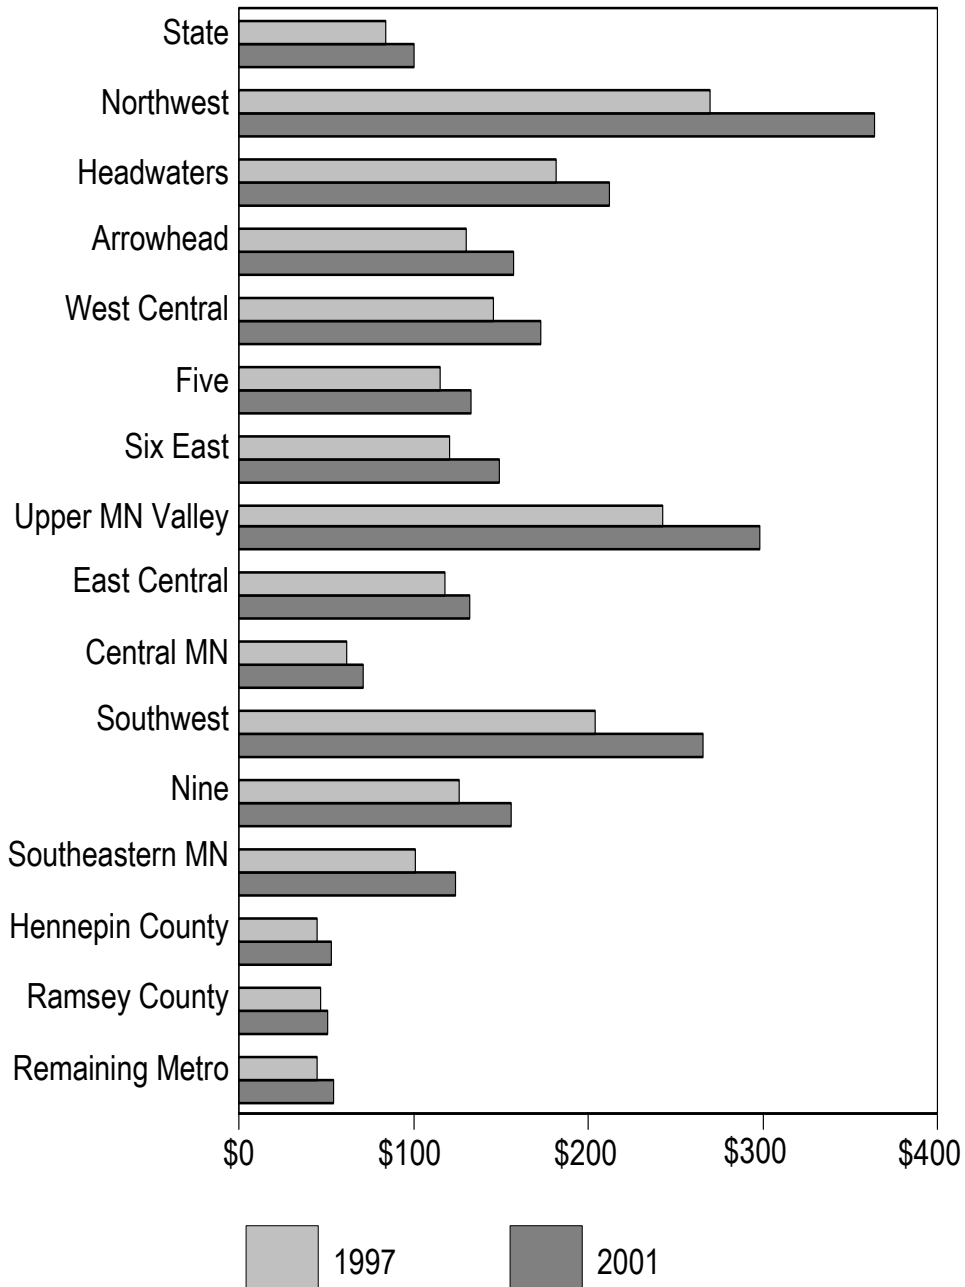 State
Northwest
Headwaters
Arrowhead
West Central
Five
Six East
Upper MN Valley
East Central
Central MN
Southwest
Nine
Southeastern MN
Hennepin County
Ramsey County
Remaining Metro
$0 $100 $200 $300 $400
1997 2001